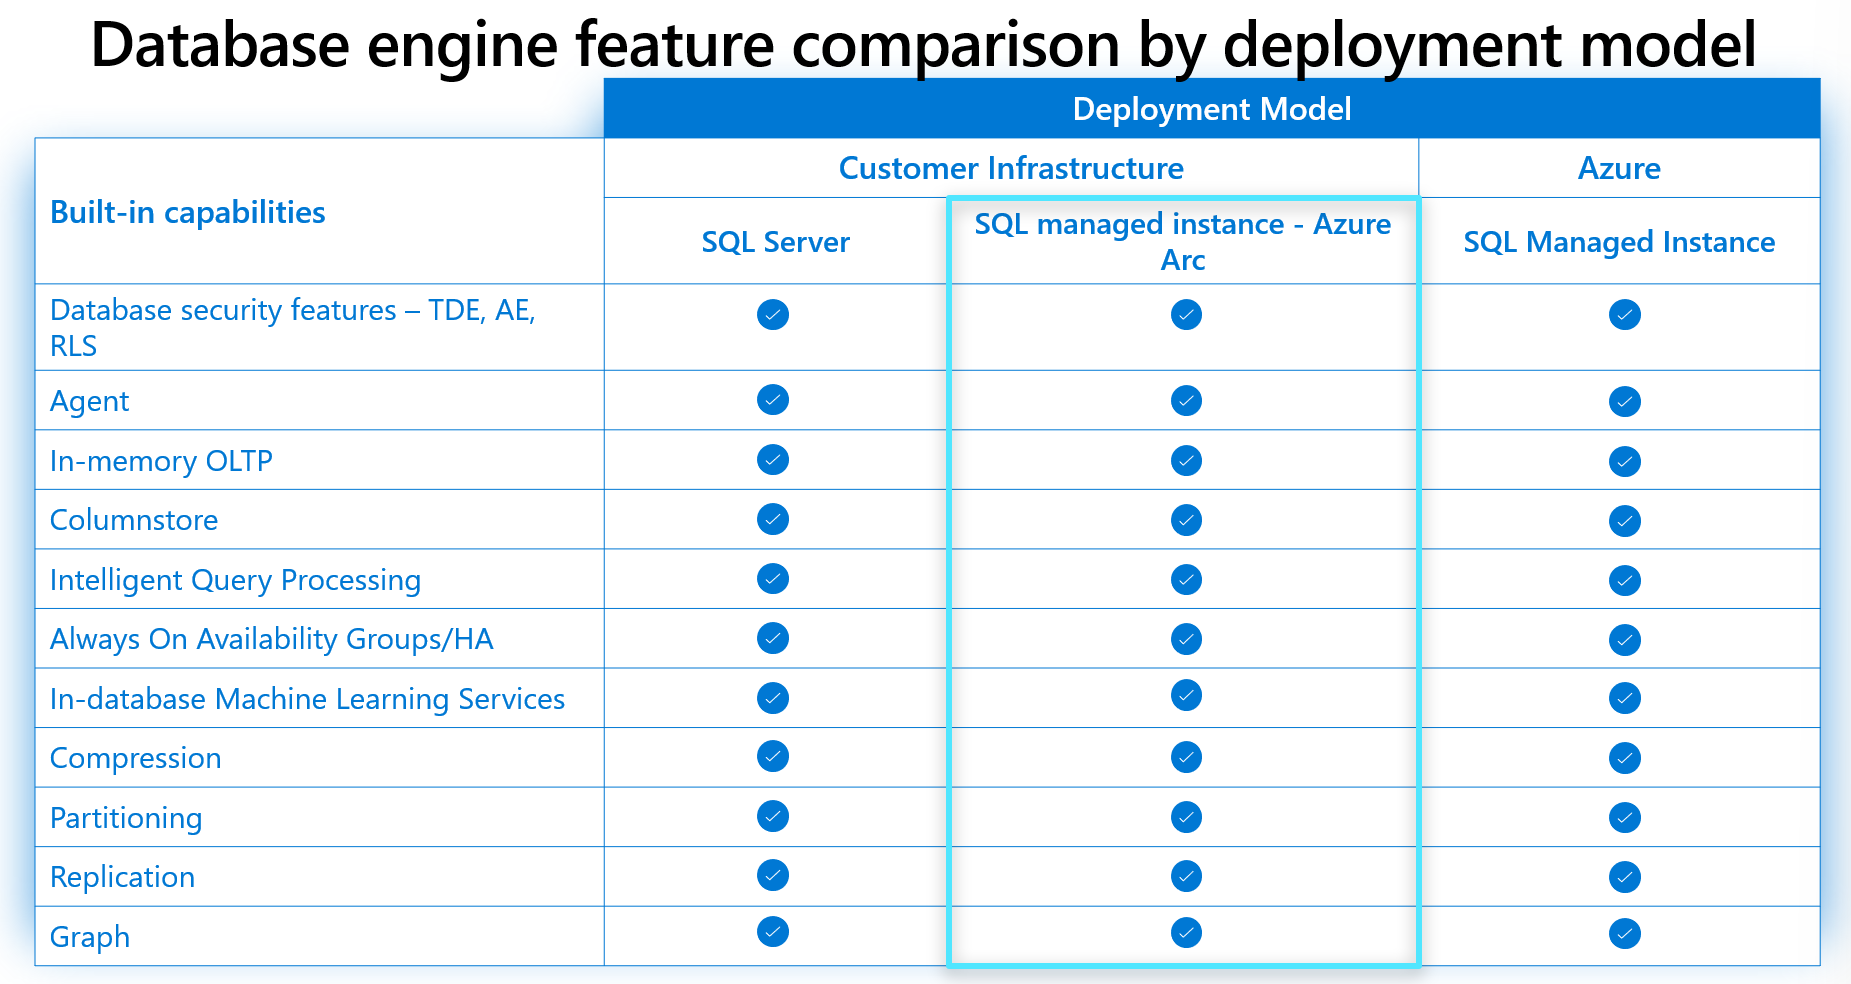 Database engine feature comparison by deployment model
Deployment Model
Customer Infrastructure
Azure
Built-in capabilities
SQL Server
SQL managed instance - Azure
Arc
SQL Managed Instance
Database security features – TDE, AE,
RLS
Agent
In-memory OLTP
Columnstore
Intelligent Query Processing
Always On Availability Groups/HA
In-database Machine Learning Services
Compression
Partitioning
Replication
Graph